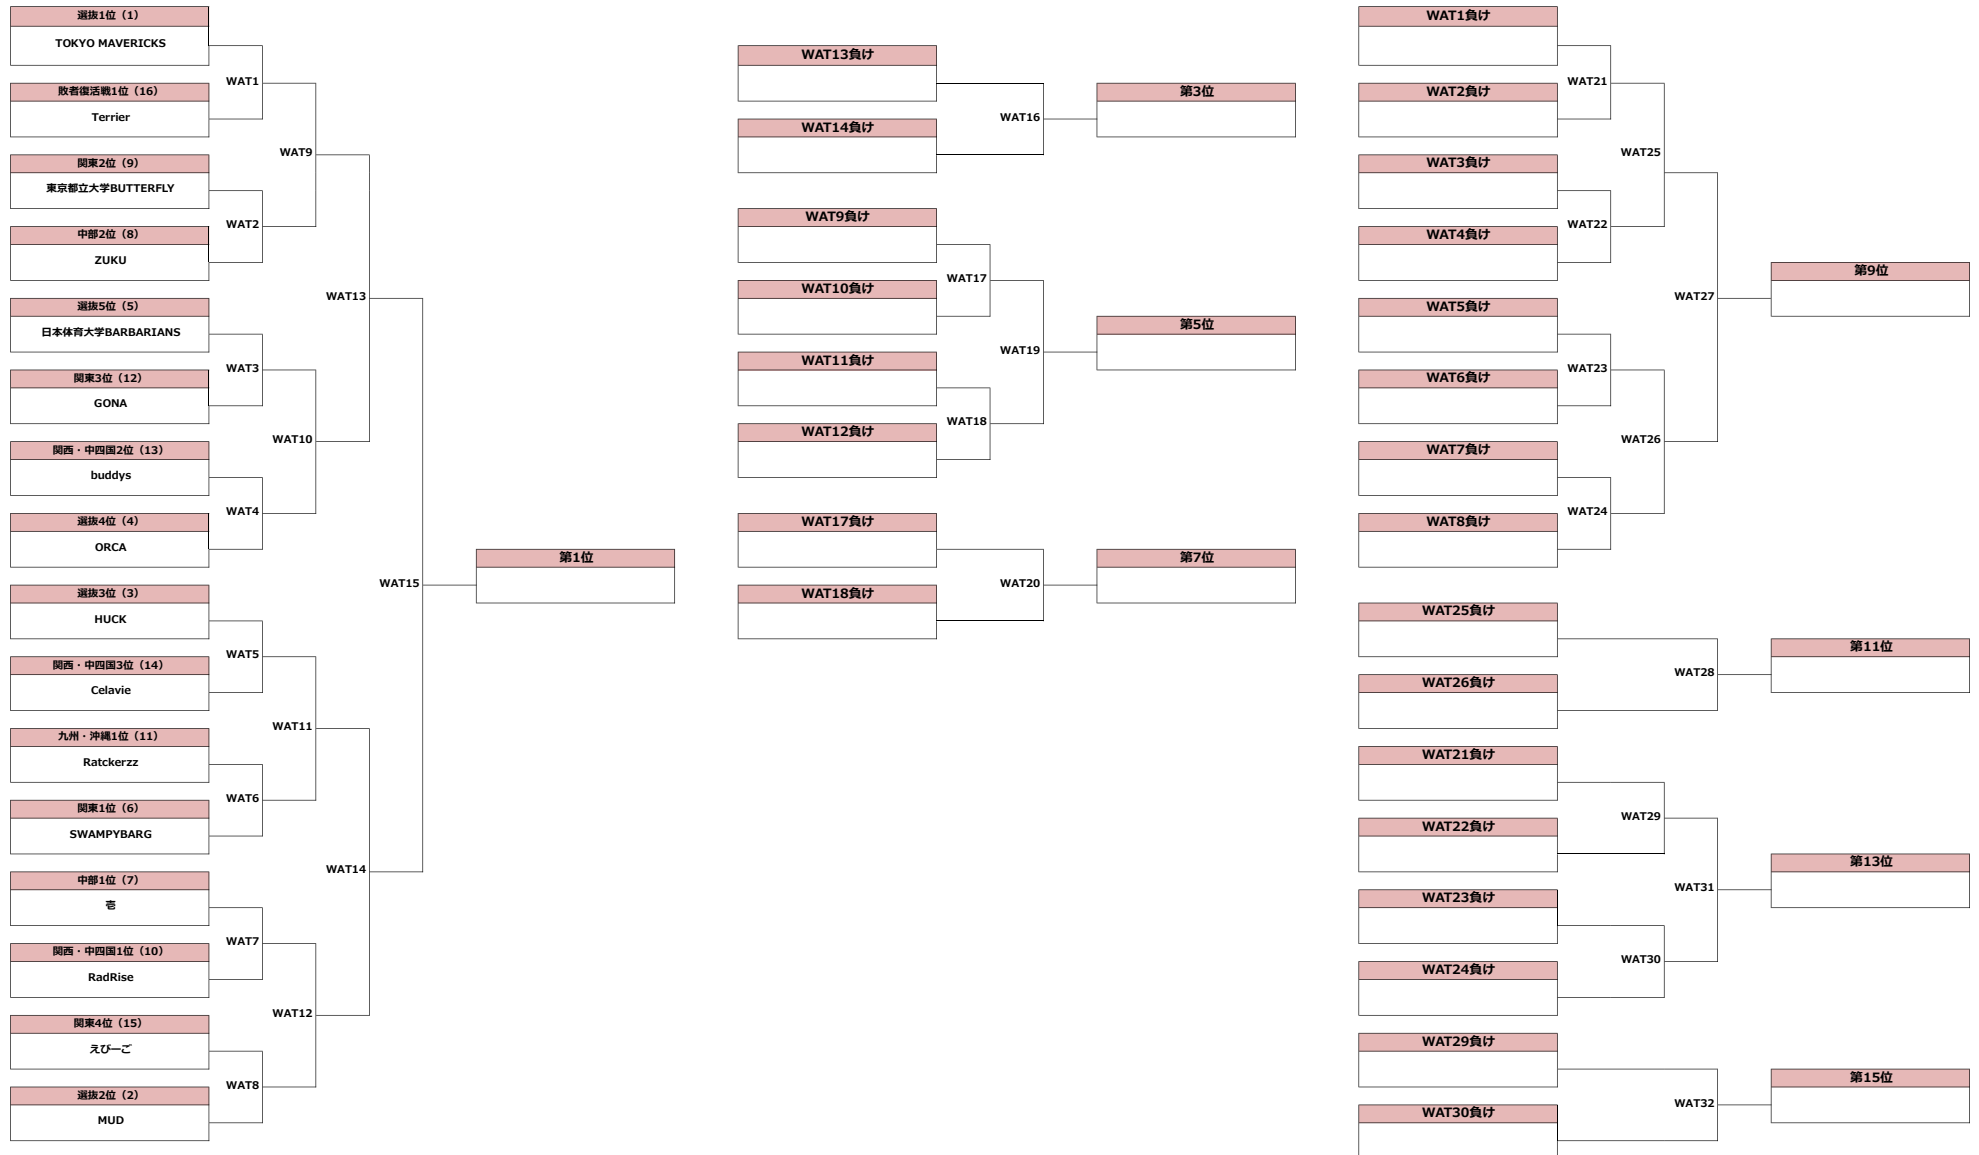 選抜1位（1）
TOKYO MAVERICKS
WAT1
敗者復活戦1位（16）
Terrier
WAT9
関東2位（9）
東京都立大学BUTTERFLY
WAT2
中部2位（8）
ZUKU
WAT13
選抜5位（5）
日本体育大学BARBARIANS
WAT3
関東3位（12）
GONA
WAT10
関西・中四国2位（13）
buddys
WAT4
選抜4位（4）
ORCA
WAT15
第1位
選抜3位（3）
HUCK
WAT5
関西・中四国3位（14）
Celavie
WAT11
九州・沖縄1位（11）
Ratckerzz
WAT6
関東1位（6）
SWAMPYBARG
WAT14
中部1位（7）
壱
WAT7
関西・中四国1位（10）
RadRise
WAT12
関東4位（15）
えびーご
WAT8
選抜2位（2）
MUD
WAT13負け
WAT16
第3位
WAT14負け
WAT9負け
WAT17
WAT10負け
WAT19
第5位
WAT11負け
WAT18
WAT12負け
WAT17負け
WAT20
第7位
WAT18負け
WAT1負け
WAT21
WAT2負け
WAT25
WAT3負け
WAT22
WAT4負け
WAT27
第9位
WAT5負け
WAT23
WAT6負け
WAT26
WAT7負け
WAT24
WAT8負け
WAT25負け
WAT28
第11位
WAT26負け
WAT21負け
WAT29
WAT22負け
WAT31
第13位
WAT23負け
WAT30
WAT24負け
WAT29負け
WAT32
第15位
WAT30負け